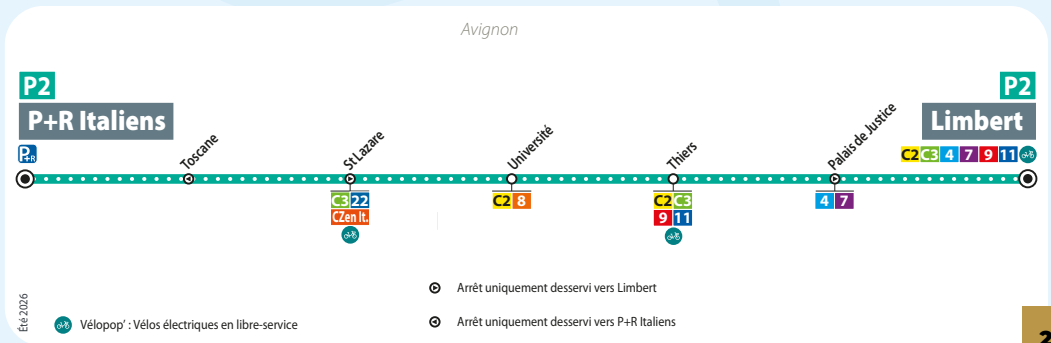 Avignon
P2
P2
P+R Italiens
Limbert
P+R
Toscane
St Lazare
Université
Thiers
Palais de Justice
C2 C3 4 7 9 11
C3 22
CZen It.
C2 8
C2 C3
9 11
4 7
Arrêt uniquement desservi vers Limbert
Arrêt uniquement desservi vers P+R Italiens
Vélopop' : Vélos électriques en libre-service
Été 2026
2